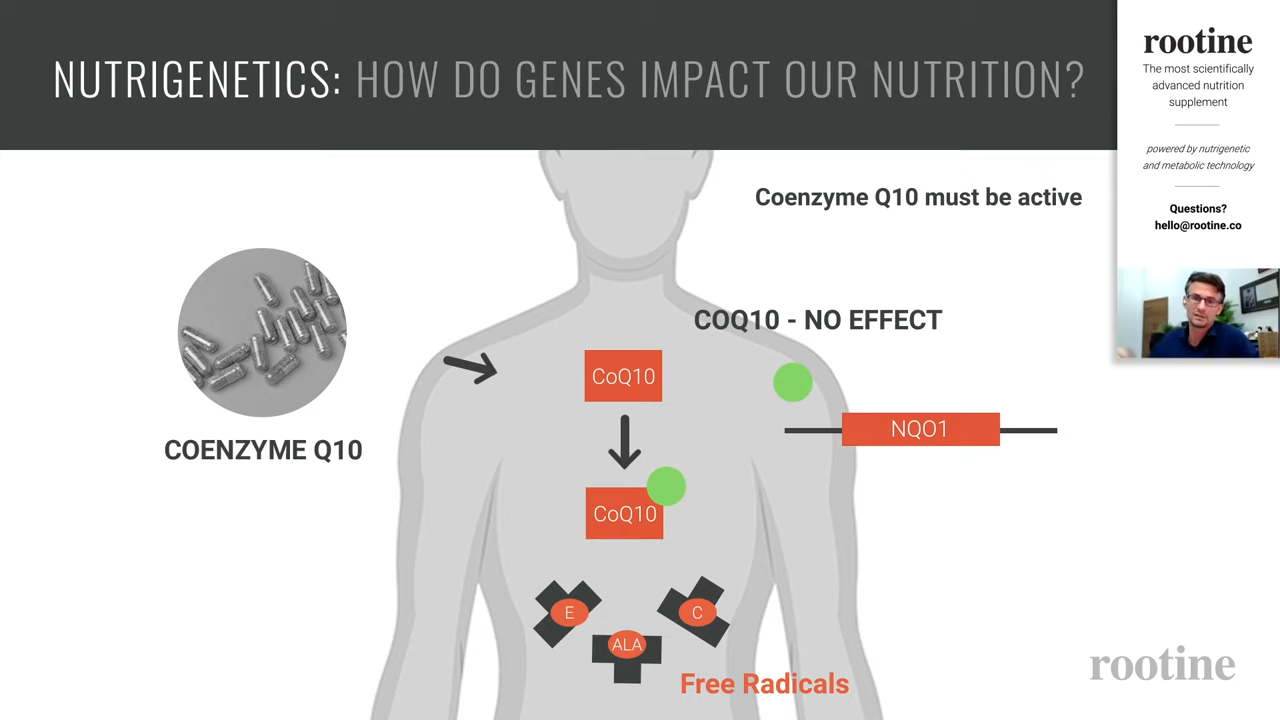 NUTRIGENETICS: HOW DO GENES IMPACT OUR NUTRITION?
rootine
The most scientifically
advanced nutrition
supplement
powered by nutrigenetic
and metabolic technology
Questions?
hello@rootine.co
Coenzyme Q10 must be active
COQ10 - NO EFFECT
CoQ10
NQO1
COENZYME Q10
CoQ10
E
C
ALA
Free Radicals
rootine